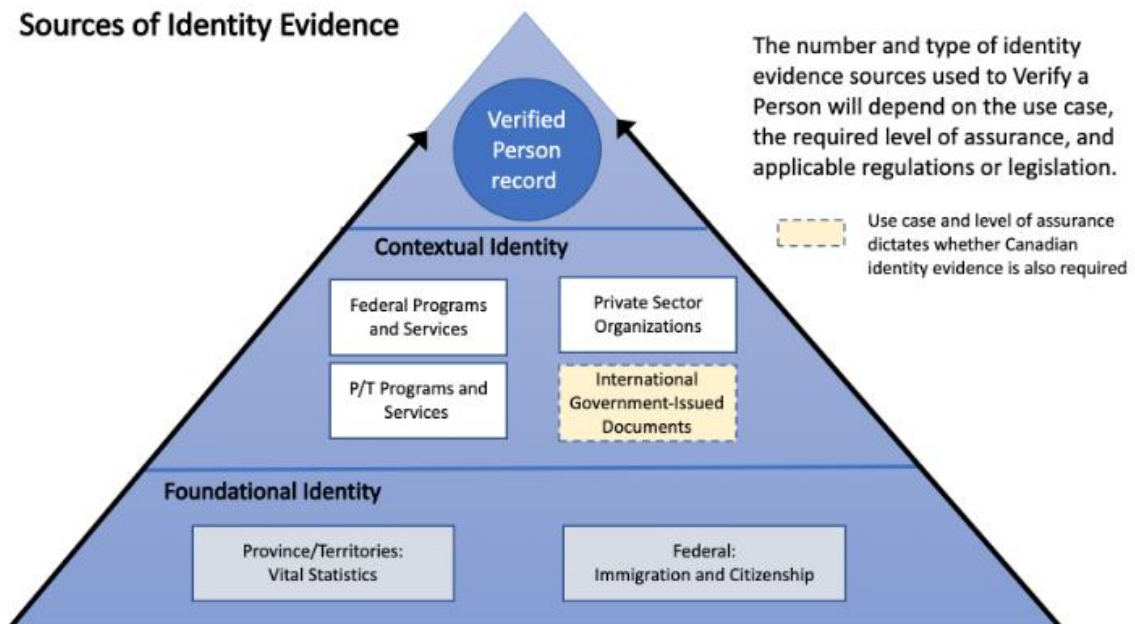 Sources of Identity Evidence
The number and type of identity
evidence sources used to Verify a
Person will depend on the use case,
the required level of assurance, and
applicable regulations or legislation.
Use case and level of assurance
dictates whether Canadian
identity evidence is also required
Verified
Person
record
Contextual Identity
Federal Programs
and Services
Private Sector
Organizations
P/T Programs and
Services
International
Government-Issued
Documents
Foundational Identity
Province/Territories:
Vital Statistics
Federal:
Immigration and Citizenship